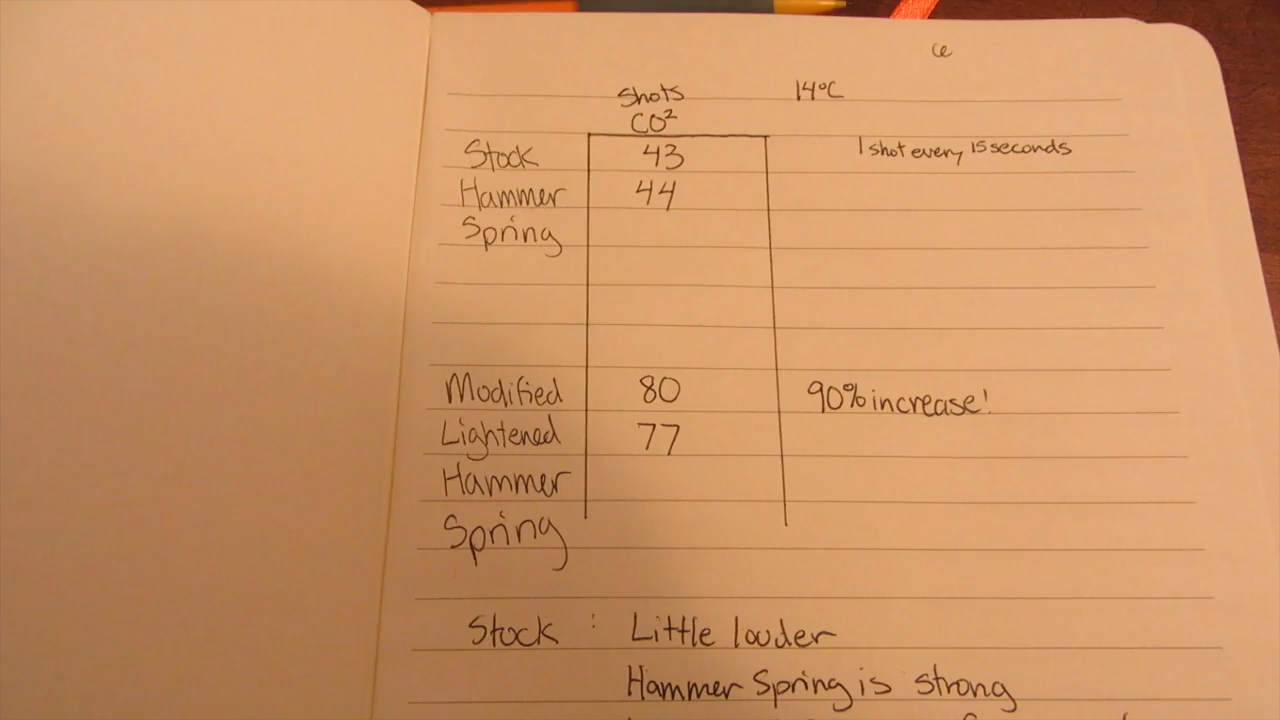 ce
Shots 14°C
CO²
Stock 43 1 shot every 15 seconds
Hammer 44
Spring
Modified 80 90% increase!
Lightened 77
Hammer
Spring
Stock : Little louder
Hammer Spring is strong